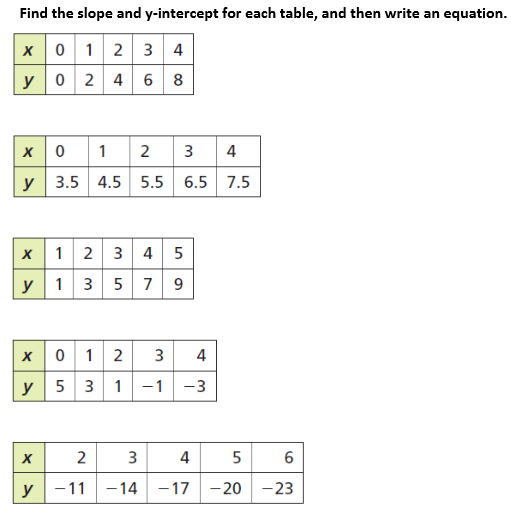 Find the slope and y-intercept for each table, and then write an equation.
x 0 1 2 3 4
y 0 2 4 6 8
x 0 1 2 3 4
y 3.5 4.5 5.5 6.5 7.5
x 1 2 3 4 5
y 1 3 5 7 9
x 0 1 2 3 4
y 5 3 1 −1 −3
x 2 3 4 5 6
y −11 −14 −17 −20 −23